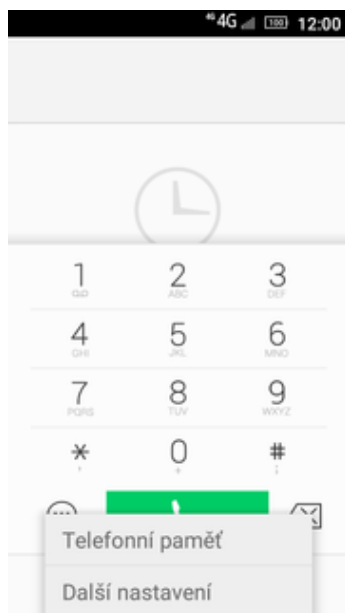 4G 4G 100 12:00
1 2 3
ABC DEF
4 5 6
GHI JKL MNO
7 8 9
PQRS TUV WXYZ
* 0 #
, + ;
Telefonní paměť
Další nastavení